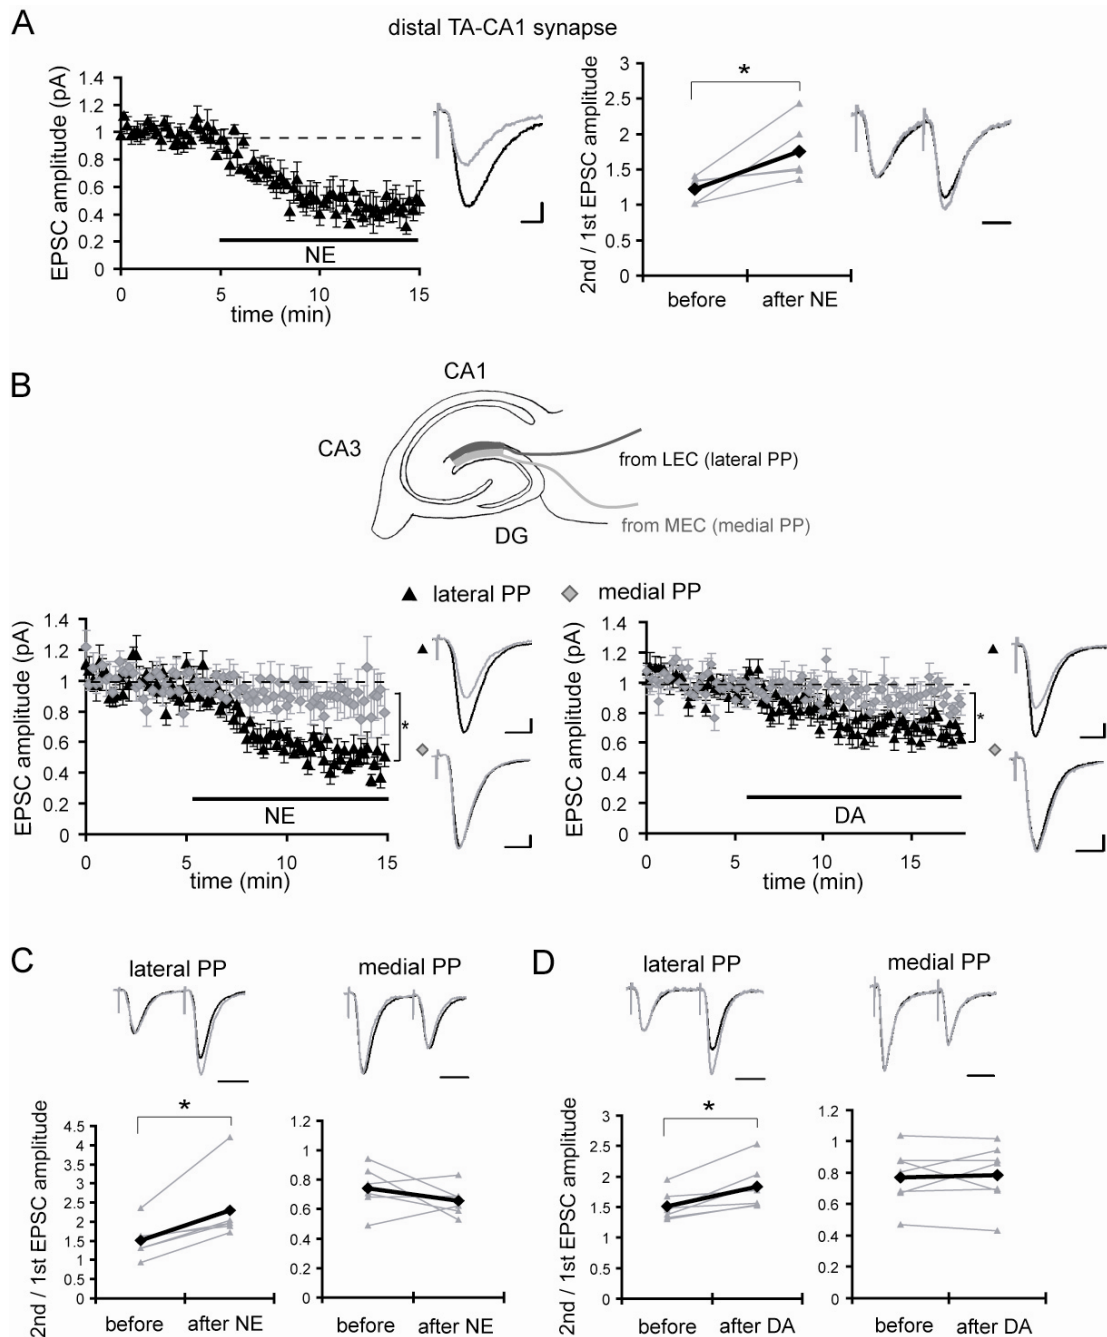 A
distal TA-CA1 synapse
EPSC amplitude (pA)
1.4
1.2
1
0.8
0.6
0.4
0.2
0
NE
0 5 10 15
time (min)
2nd / 1st EPSC amplitude
3
2.5
2
1.5
1
0.5
0
*
before after NE
B
CA1
CA3
DG
from LEC (lateral PP)
from MEC (medial PP)
lateral PP medial PP
EPSC amplitude (pA)
1.4
1.2
1
0.8
0.6
0.4
0.2
0
*
NE
0 5 10 15
time (min)
EPSC amplitude (pA)
1.4
1.2
1
0.8
0.6
0.4
0.2
0
*
DA
0 5 10 15
time (min)
C
lateral PP
medial PP
2nd / 1st EPSC amplitude
4.5
4
3.5
3
2.5
2
1.5
1
0.5
0
*
before after NE
1.2
1
0.8
0.6
0.4
0.2
0
before after NE
D
lateral PP
medial PP
2nd / 1st EPSC amplitude
3
2.5
2
1.5
1
0.5
0
*
before after DA
1.2
1
0.8
0.6
0.4
0.2
0
before after DA